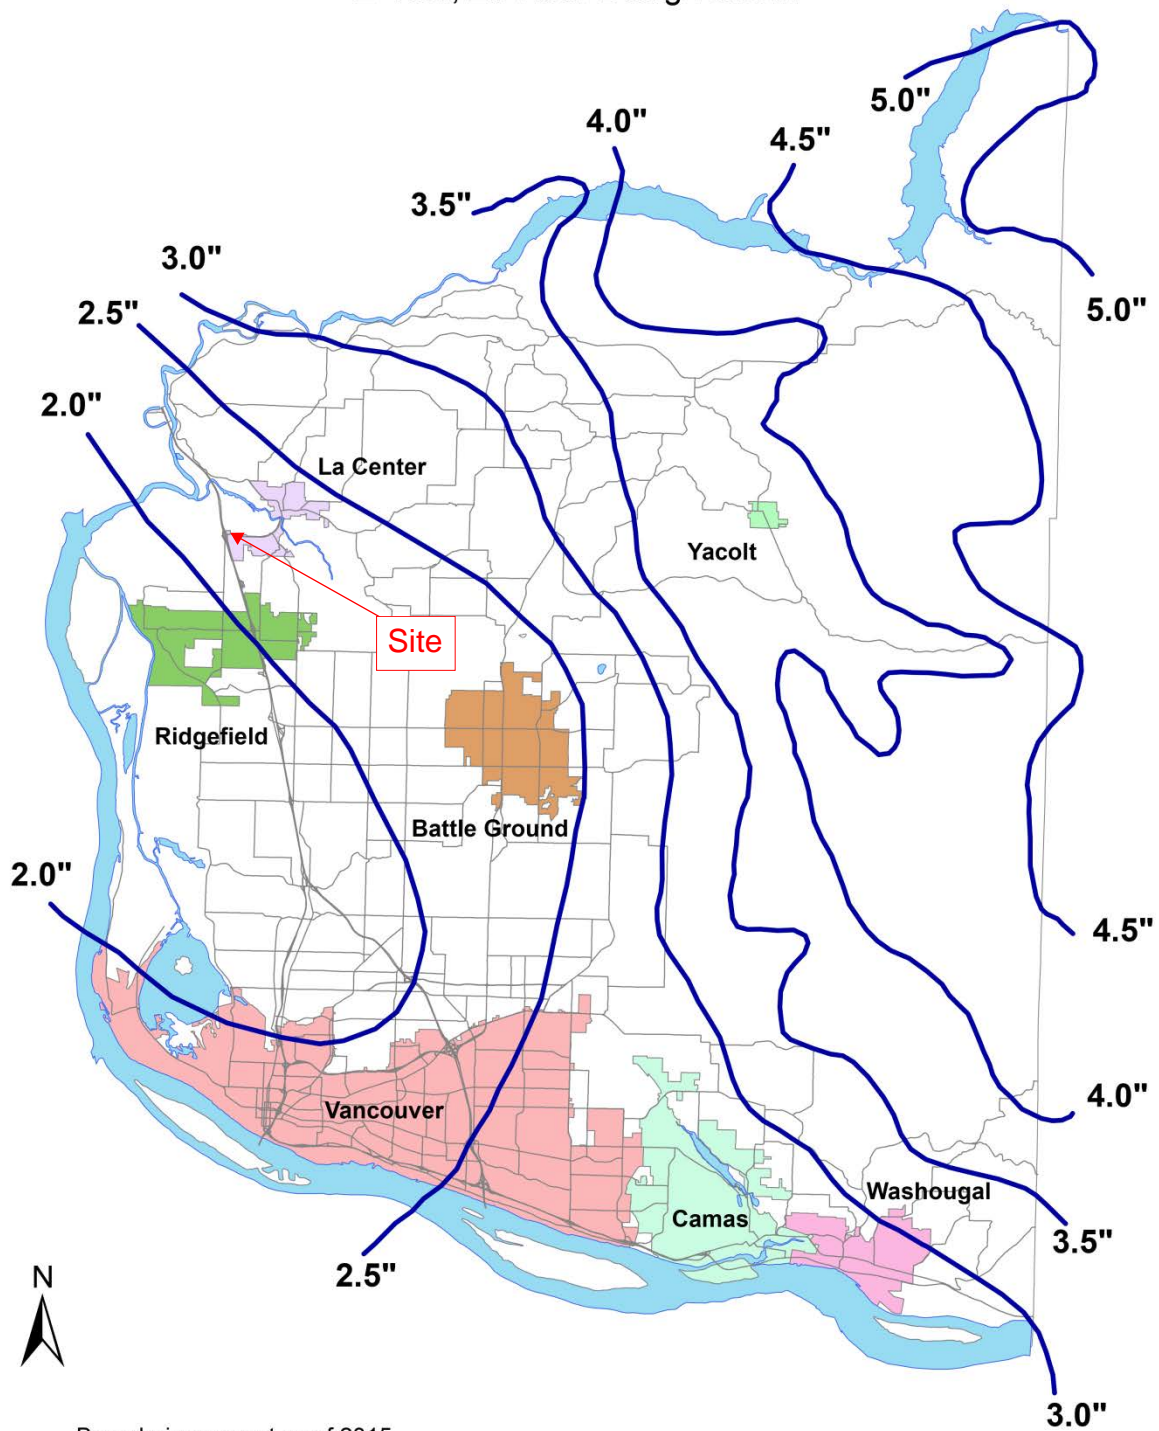 5.0"
4.0"
4.5"
3.5"
3.0"
5.0"
2.5"
2.0"
La Center
Yacolt
Site
Ridgefield
Battle Ground
2.0"
4.5"
4.0"
Vancouver
Washougal
Camas
3.5"
2.5"
N
3.0"